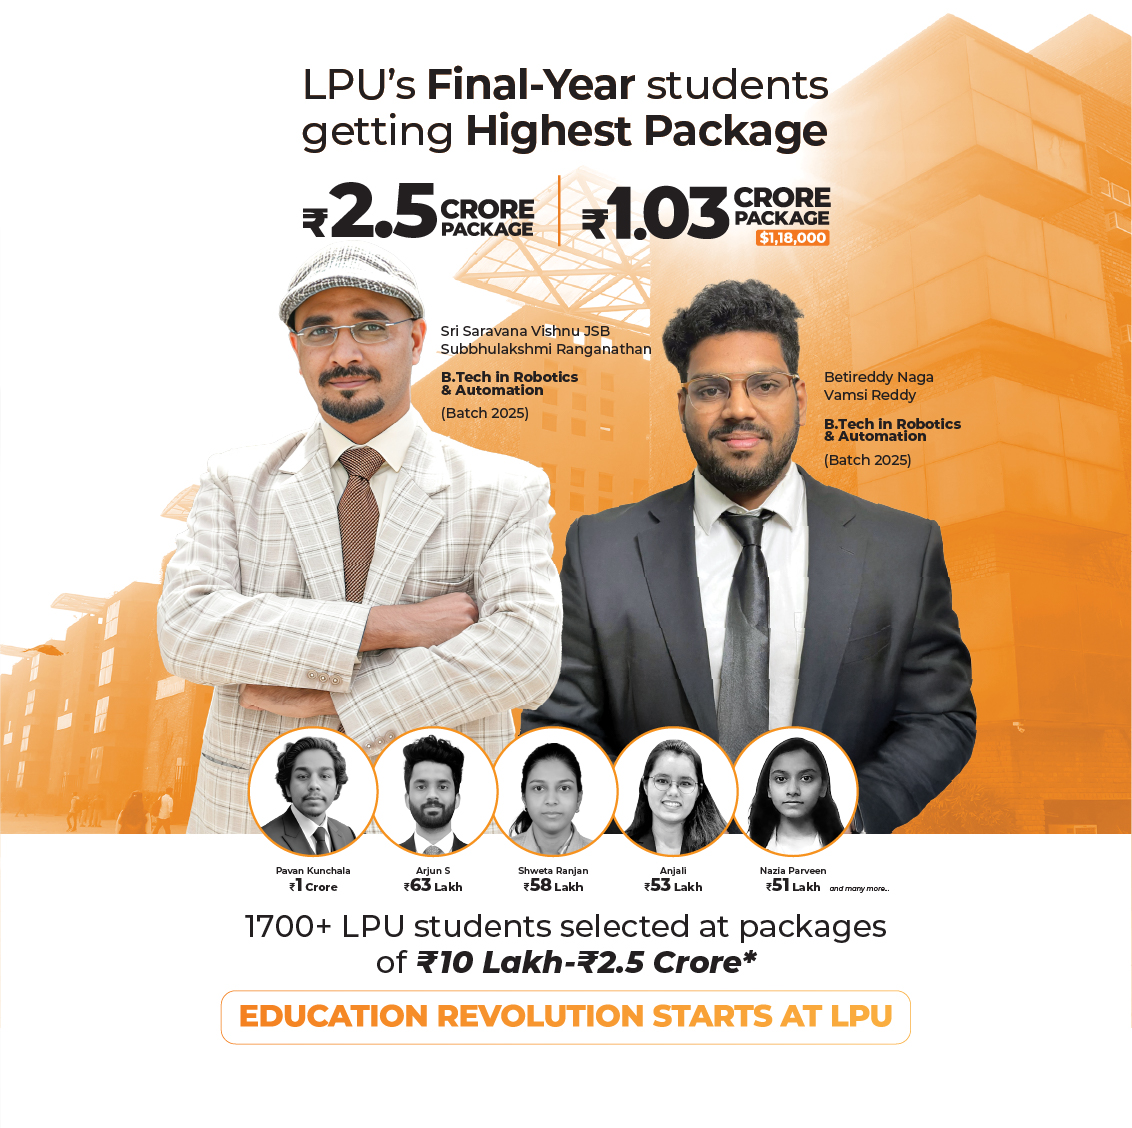 LPU’s Final-Year students
getting Highest Package
₹2.5 CRORE
PACKAGE
₹1.03 CRORE
PACKAGE
$1,18,000
Sri Saravana Vishnu JSB
Subbhulakshmi Ranganathan
B.Tech in Robotics
& Automation
(Batch 2025)
Betireddy Naga
Vamsi Reddy
B.Tech in Robotics
& Automation
(Batch 2025)
Pavan Kunchala
₹1 Crore
Arjun S
₹63 Lakh
Shweta Ranjan
₹58 Lakh
Anjali
₹53 Lakh
Nazia Parveen
₹51 Lakh
and many more...
1700+ LPU students selected at packages
of ₹10 Lakh-₹2.5 Crore*
EDUCATION REVOLUTION STARTS AT LPU